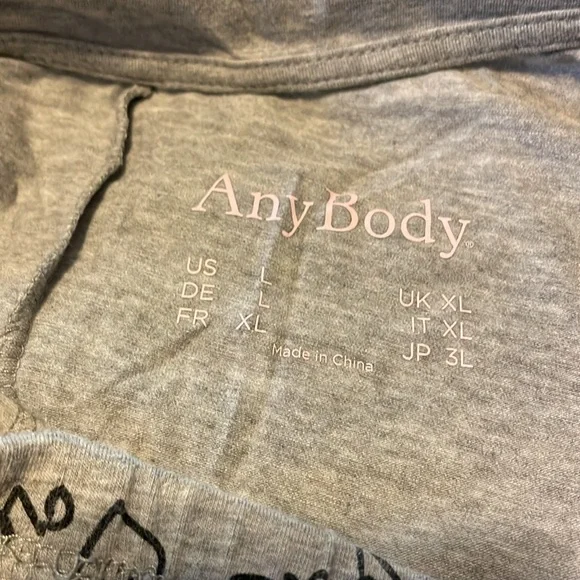 AnyBody®
US L
DE L
FR XL
UK XL
IT XL
JP 3L
Made in China